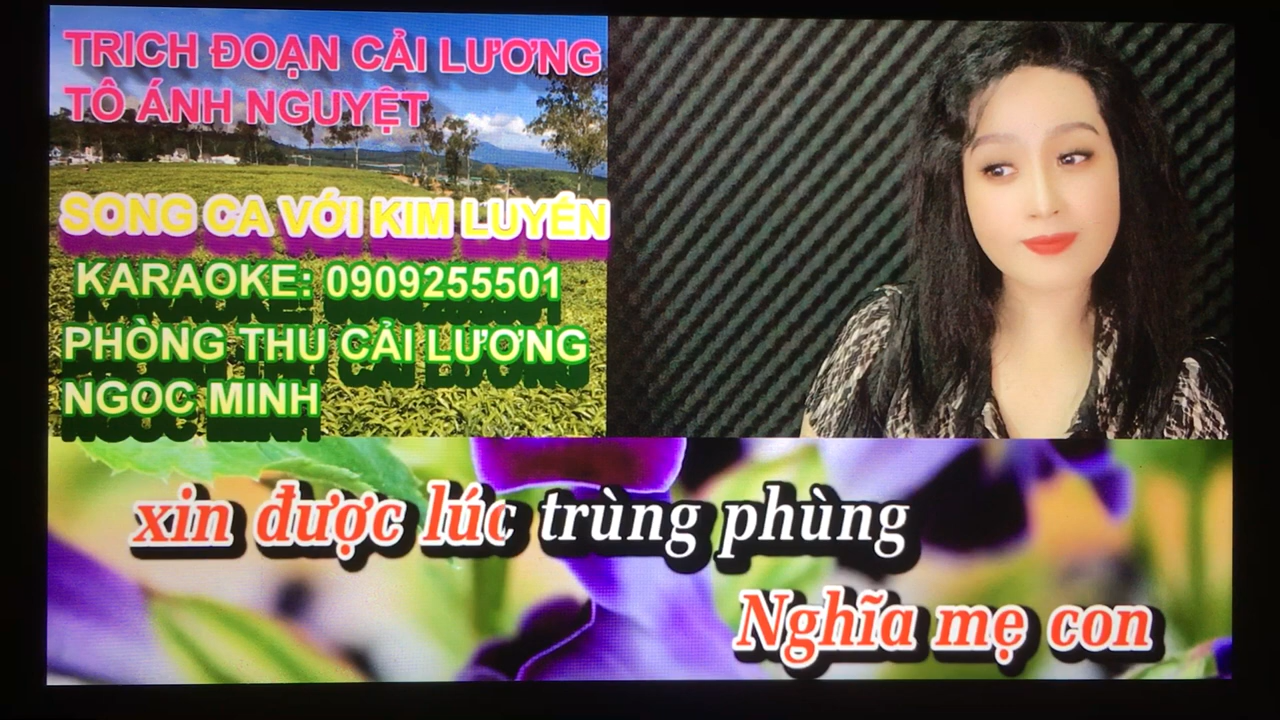 TRICH ĐOẠN CẢI LƯƠNG
TÔ ÁNH NGUYỆT
SONG CA VỚI KIM LUYẾN
KARAOKE: 0909255501
PHÒNG THU CẢI LƯƠNG
NGỌC MINH
xin được lúc trùng phùng
Nghĩa mẹ con